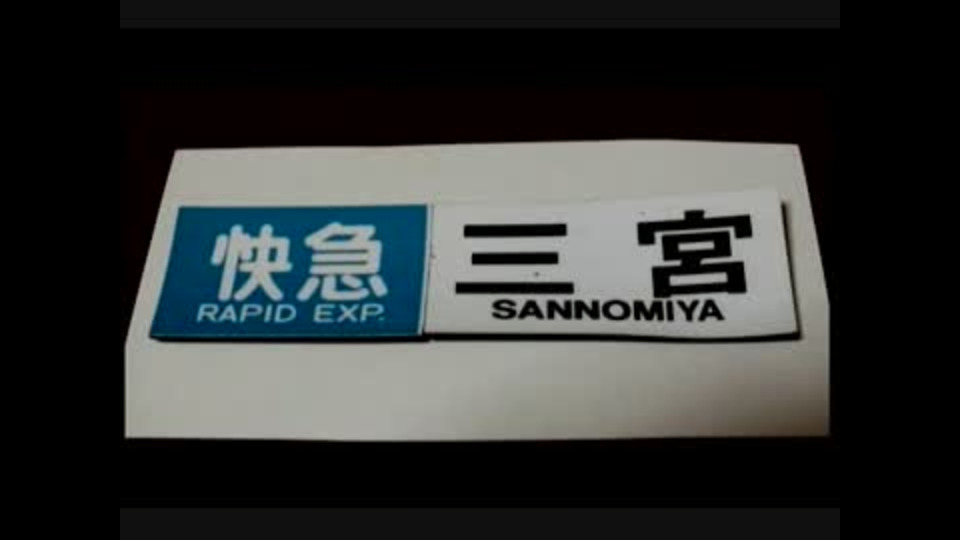 快急
RAPID EXP.
三宮
SANNOMIYA